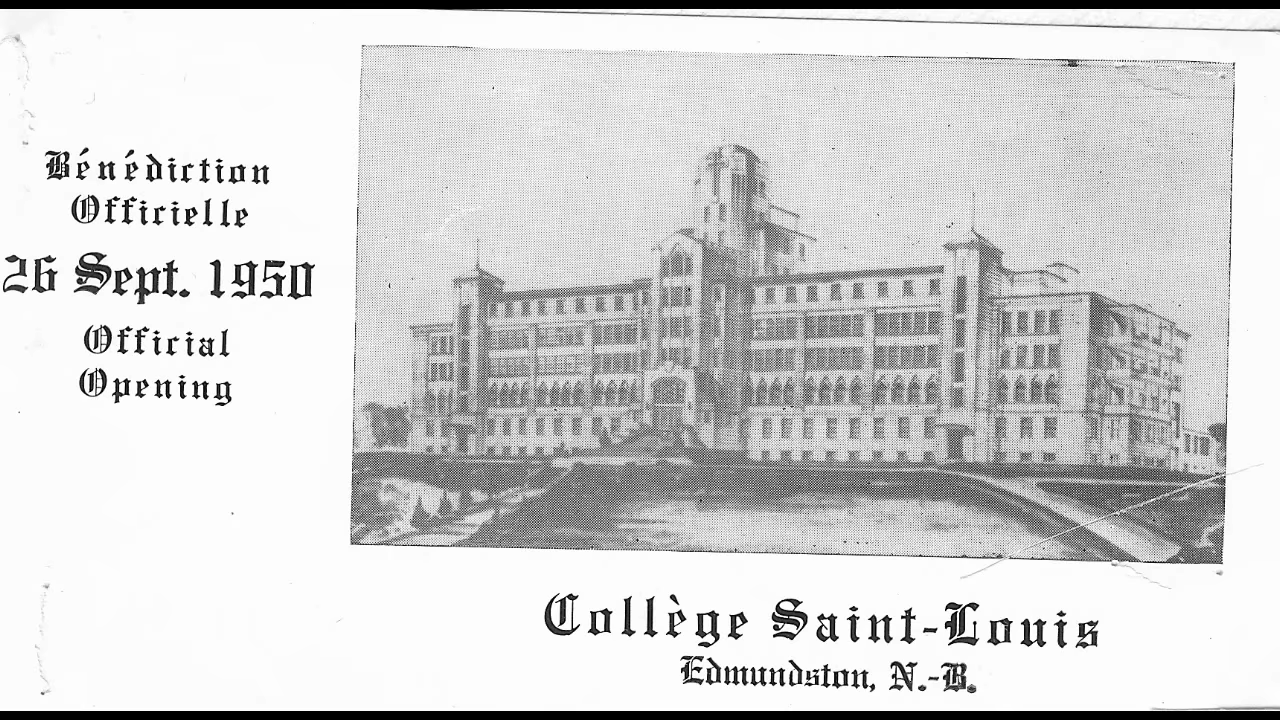 Bénédiction
Officielle
26 Sept. 1950
Official
Opening
Collège Saint-Louis
Edmundston, N.-B.